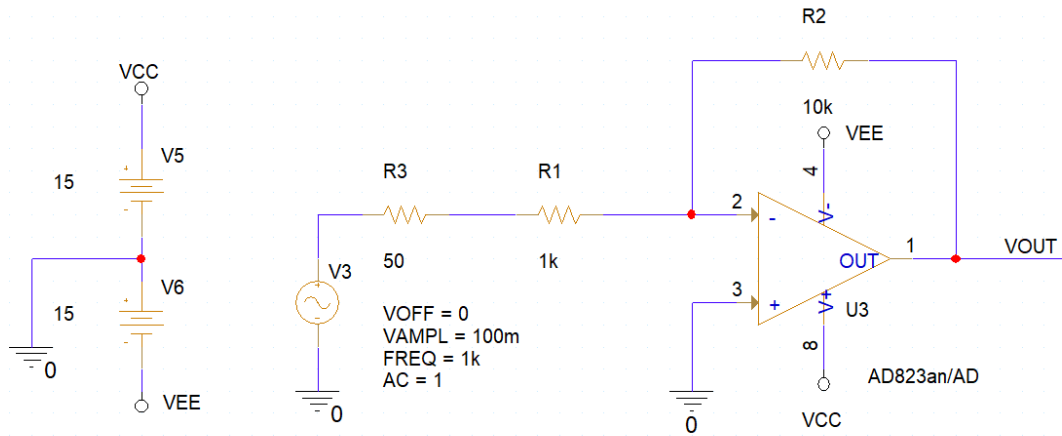 VCC
V5
15
V6
15
0
VEE
R3
50
R1
1k
V3
VOFF = 0
VAMPL = 100m
FREQ = 1k
AC = 1
0
R2
10k
VEE
4
V-
2
-
OUT
1
VOUT
3
+
V+
U3
8
0
AD823an/AD
VCC